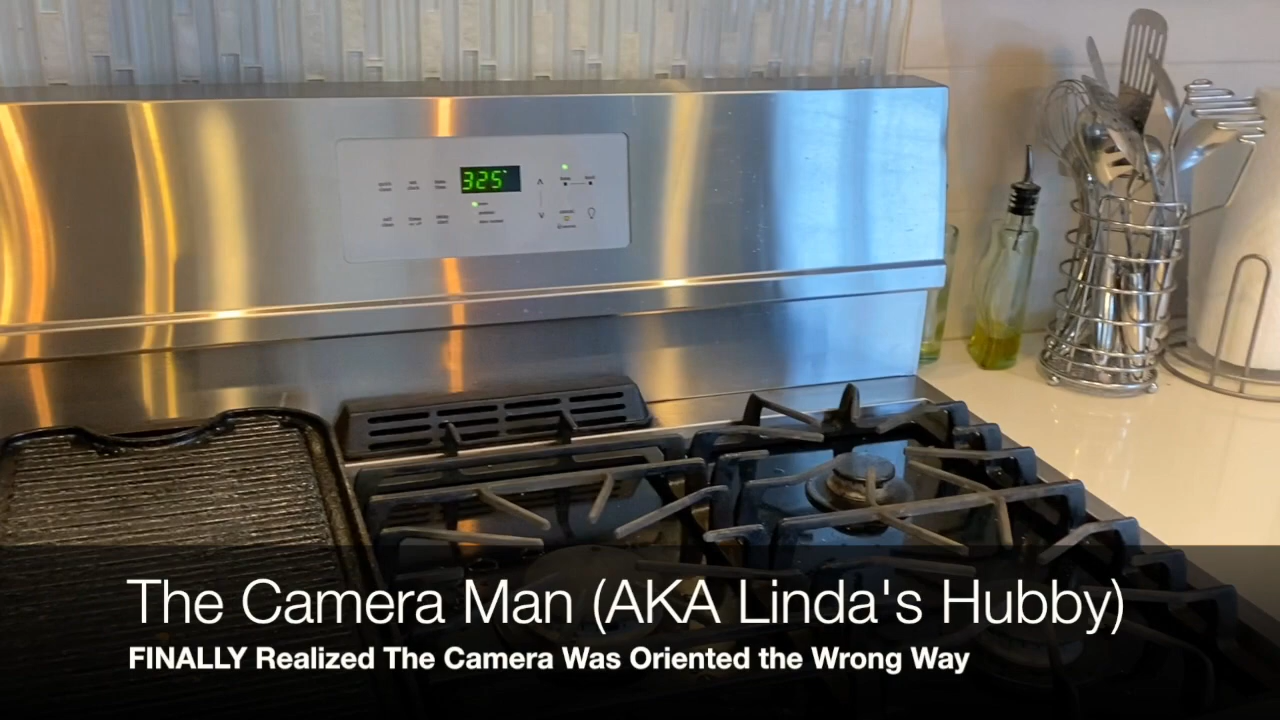 325°
The Camera Man (AKA Linda's Hubby)
FINALLY Realized The Camera Was Oriented the Wrong Way